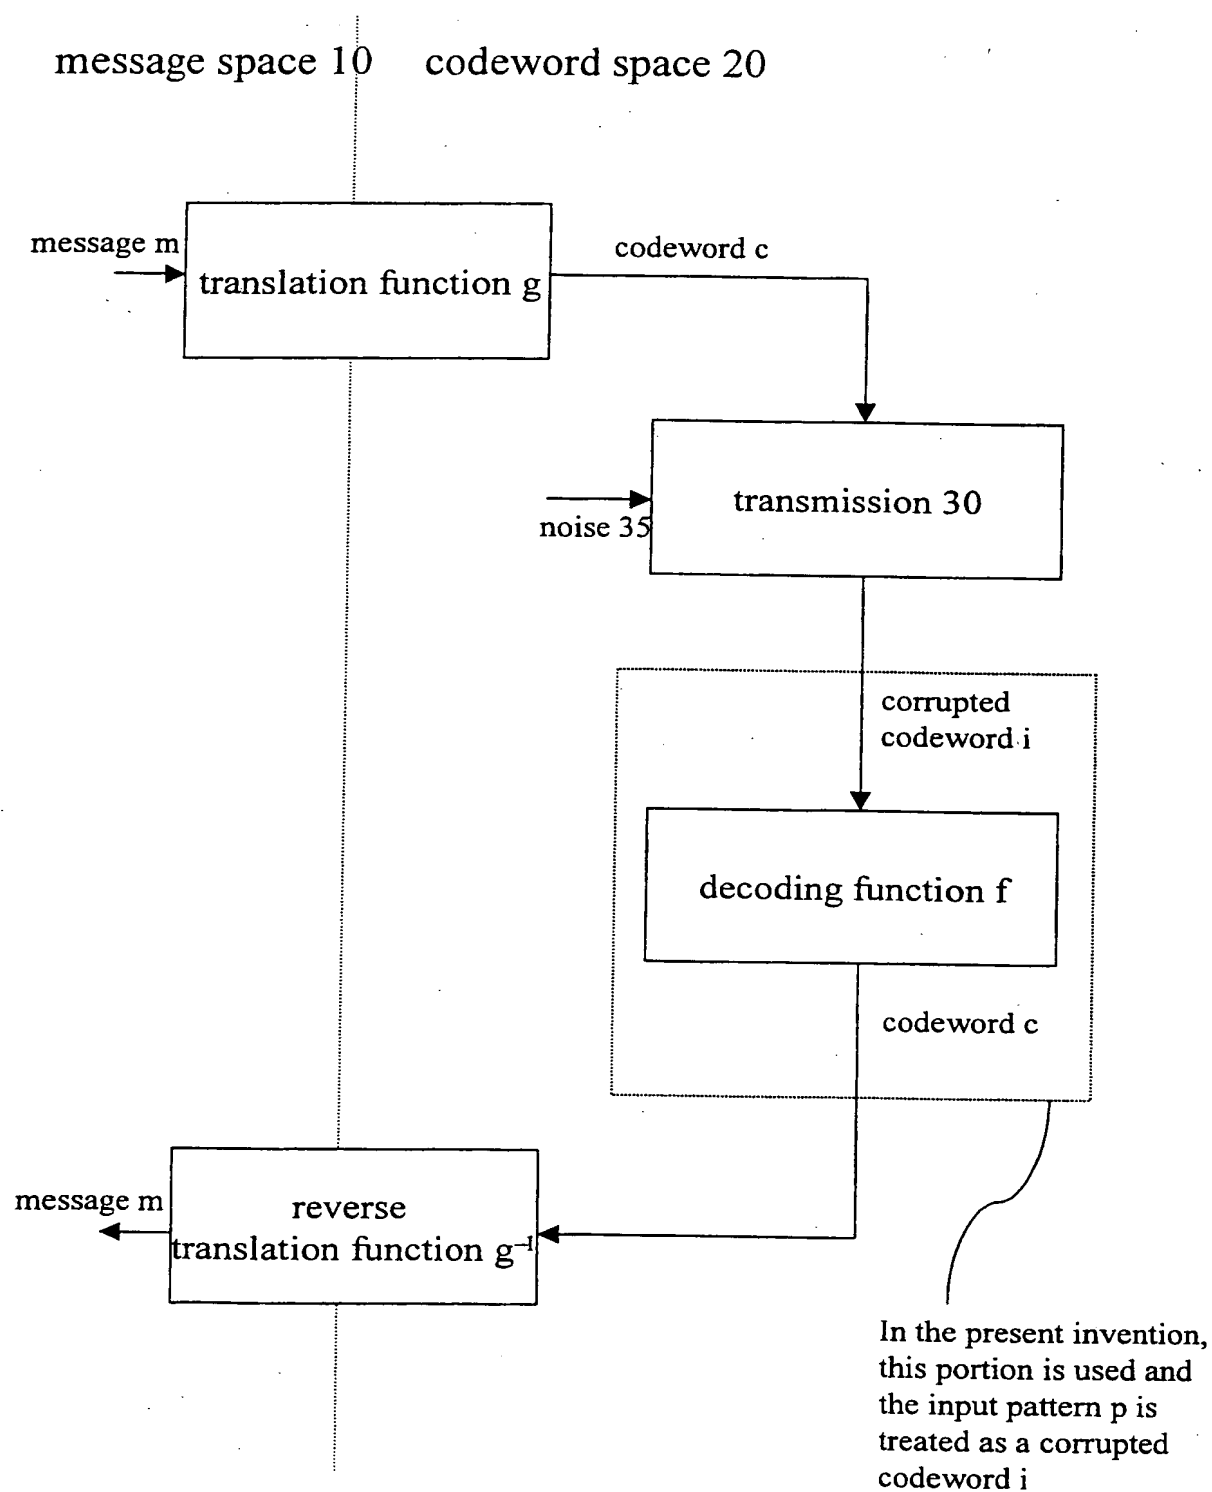 message space 10
codeword space 20
message m
translation function g
codeword c
transmission 30
noise 35
corrupted
codeword i
decoding function f
codeword c
message m
reverse
translation function g⁻¹
In the present invention,
this portion is used and
the input pattern p is
treated as a corrupted
codeword i